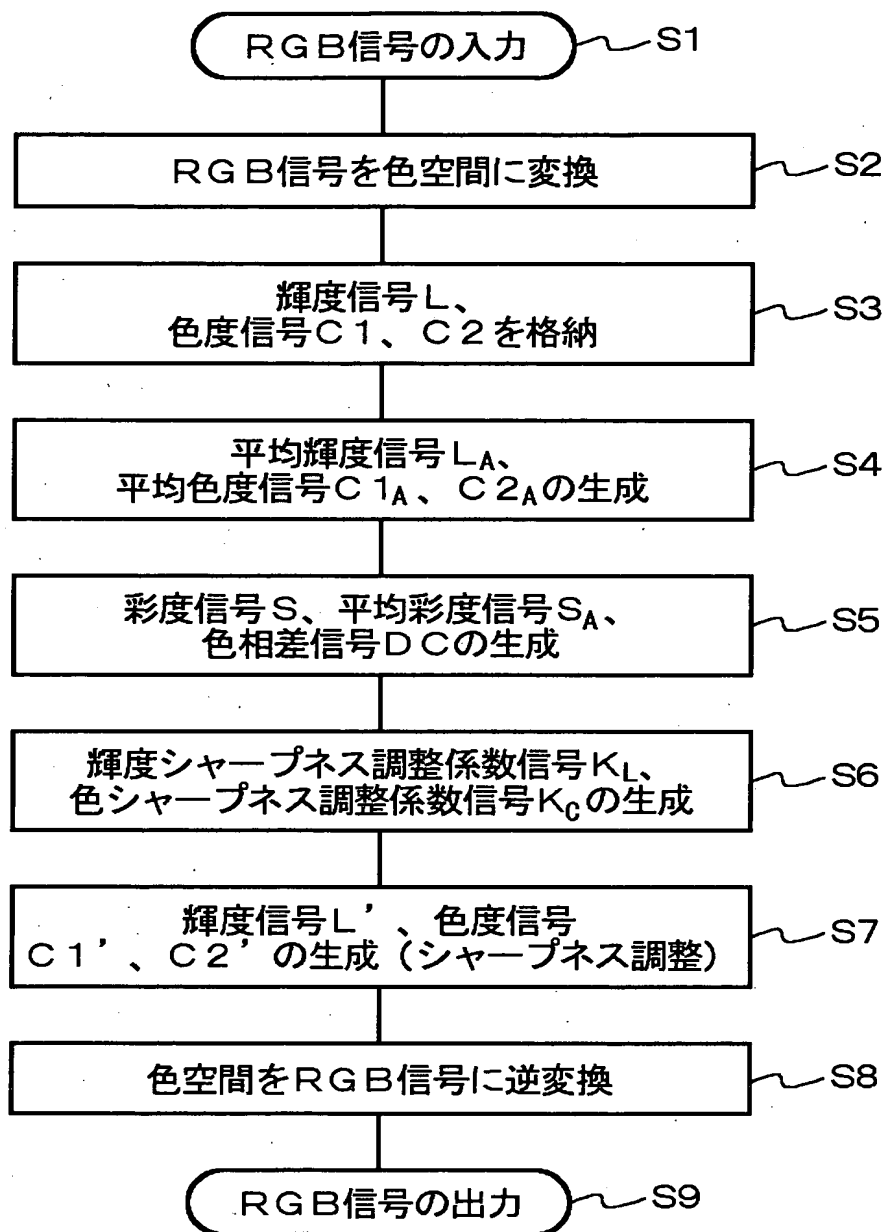 RGB信号の入力 S1
RGB信号を色空間に変換 S2
輝度信号L、
色度信号C1、C2を格納 S3
平均輝度信号L_A、
平均色度信号C1_A、C2_Aの生成 S4
彩度信号S、平均彩度信号S_A、
色相差信号DCの生成 S5
輝度シャープネス調整係数信号K_L、
色シャープネス調整係数信号K_Cの生成 S6
輝度信号L'、色度信号
C1'、C2'の生成(シャープネス調整) S7
色空間をRGB信号に逆変換 S8
RGB信号の出力 S9